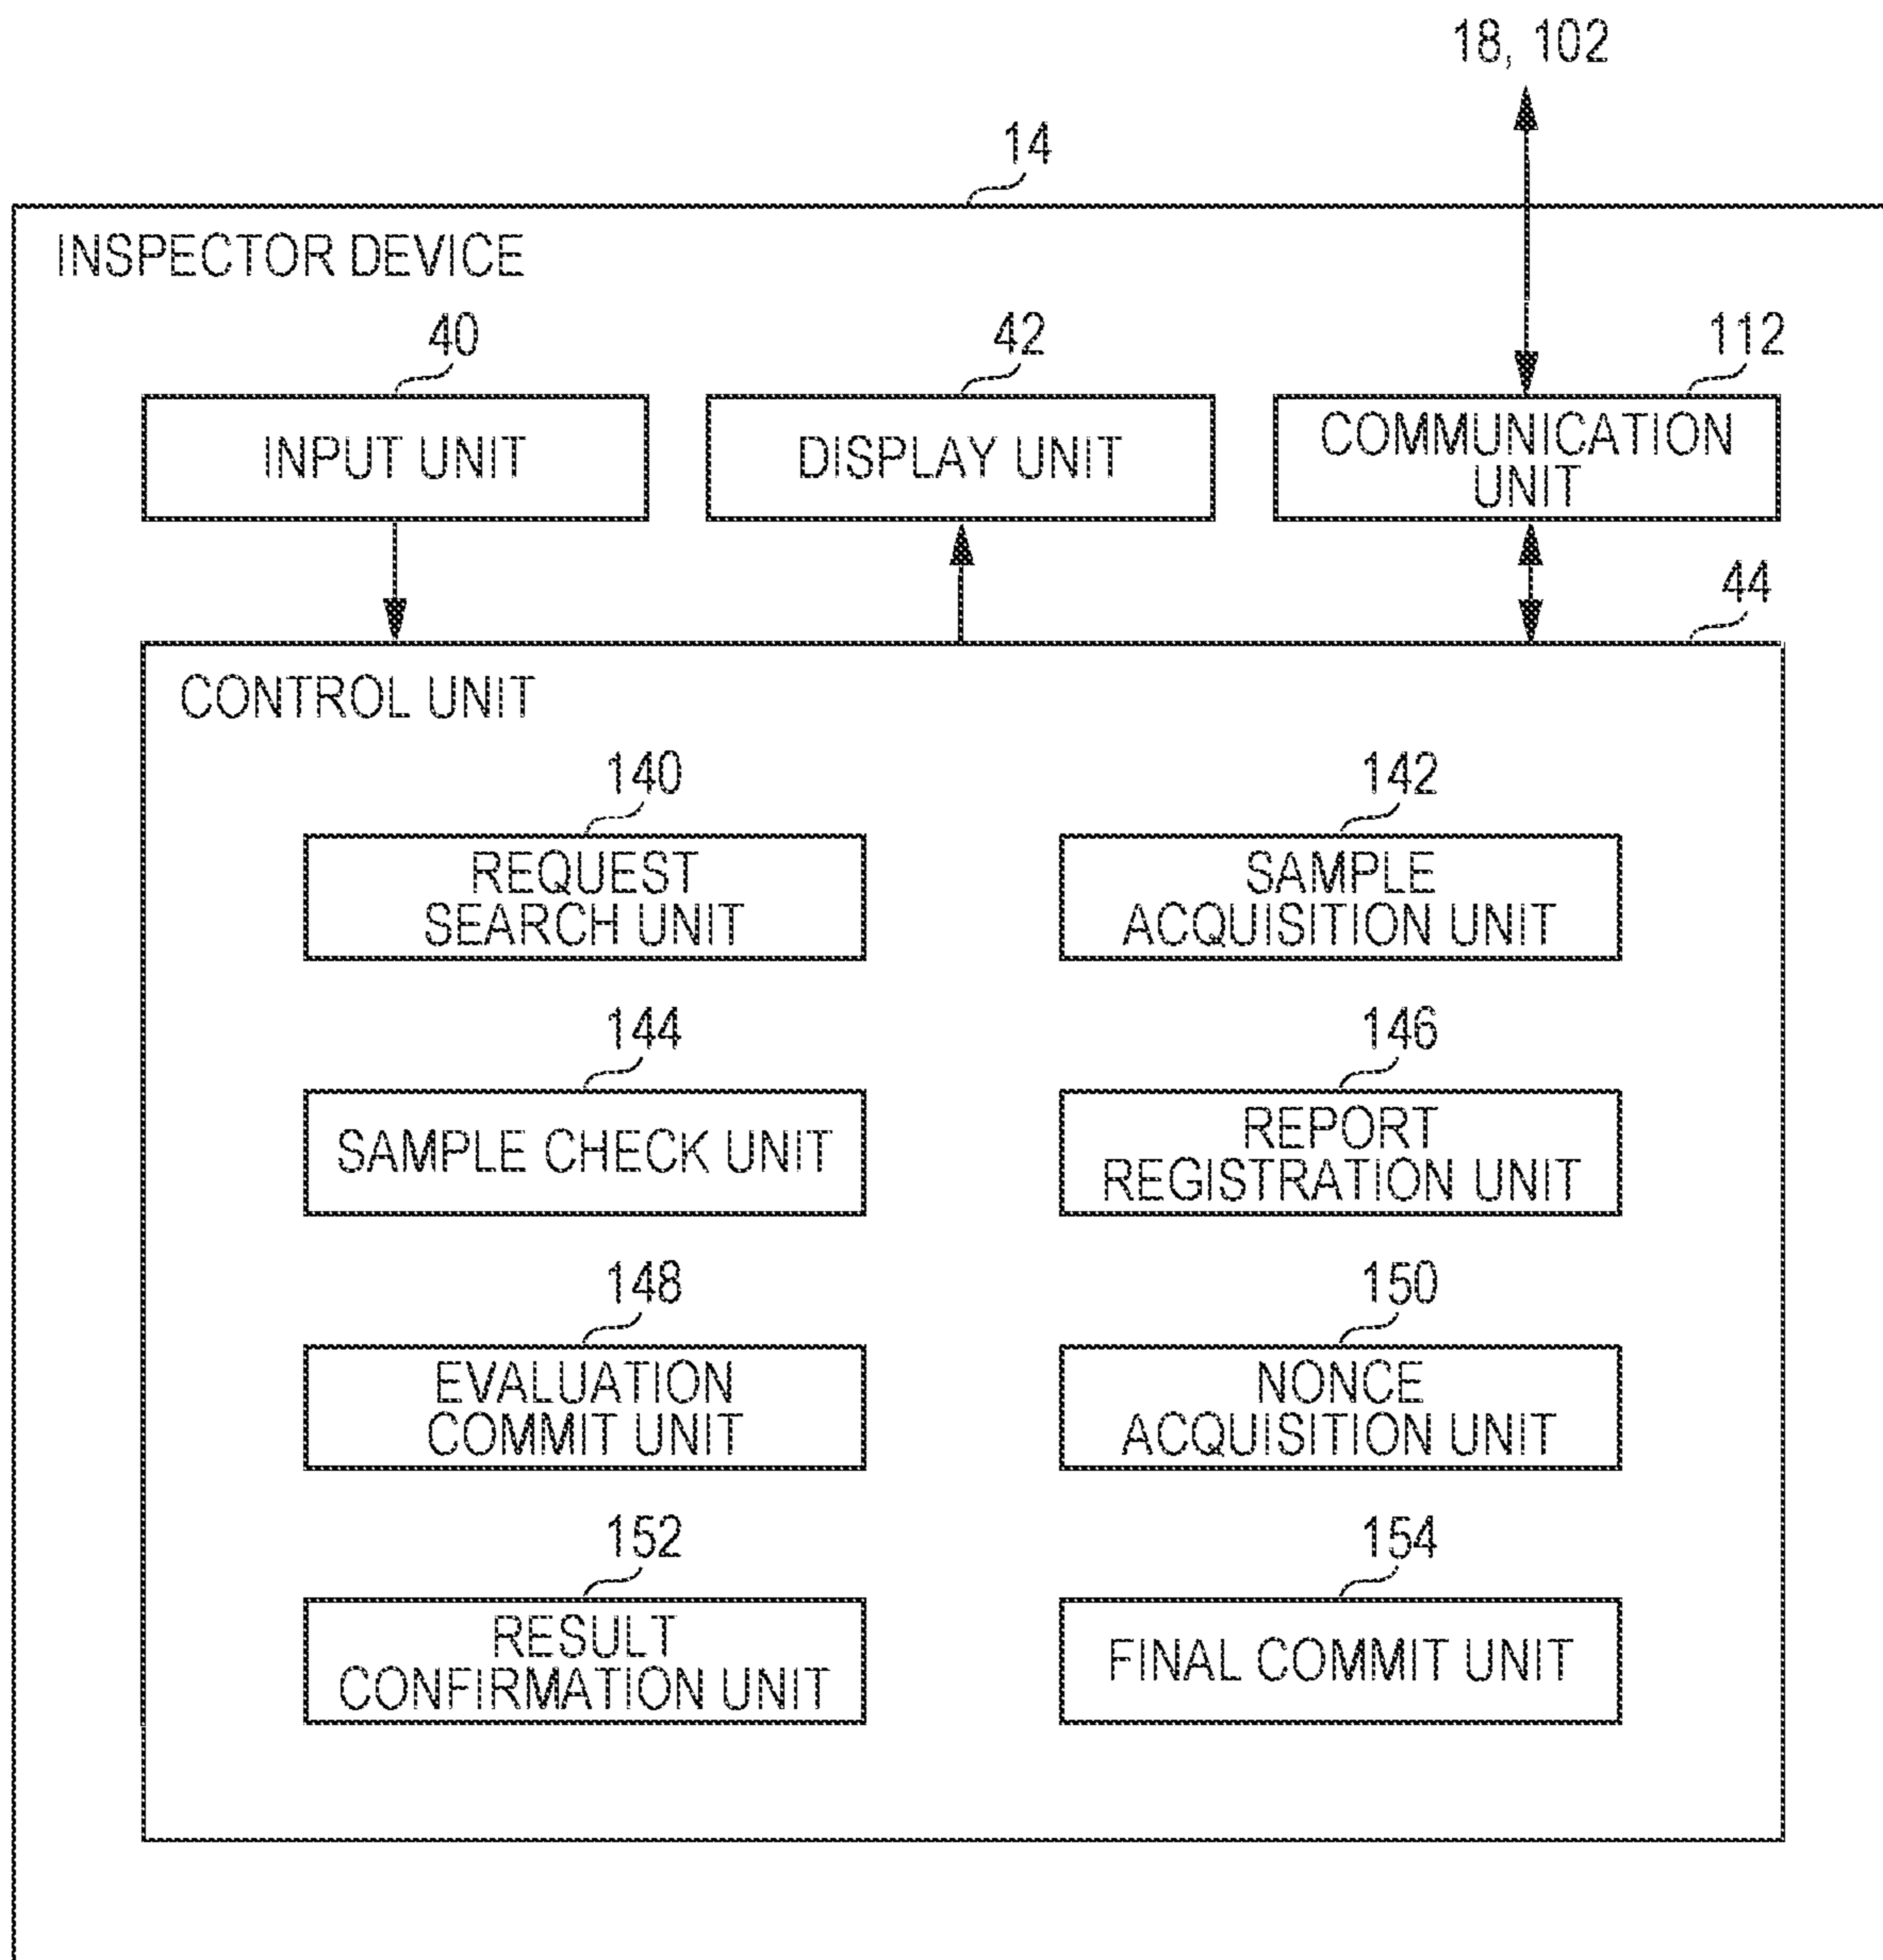 18, 102
14
INSPECTOR DEVICE
40
42
112
INPUT UNIT
DISPLAY UNIT
COMMUNICATION
UNIT
44
CONTROL UNIT
140
142
REQUEST
SEARCH UNIT
SAMPLE
ACQUISITION UNIT
144
146
SAMPLE CHECK UNIT
REPORT
REGISTRATION UNIT
148
150
EVALUATION
COMMIT UNIT
NONCE
ACQUISITION UNIT
152
154
RESULT
CONFIRMATION UNIT
FINAL COMMIT UNIT